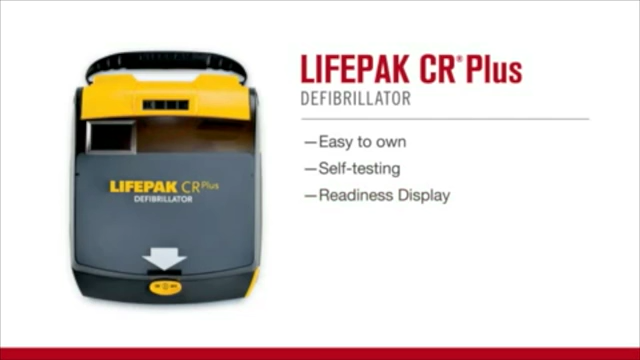 LIFEPAK CR® Plus
DEFIBRILLATOR
—Easy to own
—Self-testing
—Readiness Display
LIFEPAK CR Plus
DEFIBRILLATOR